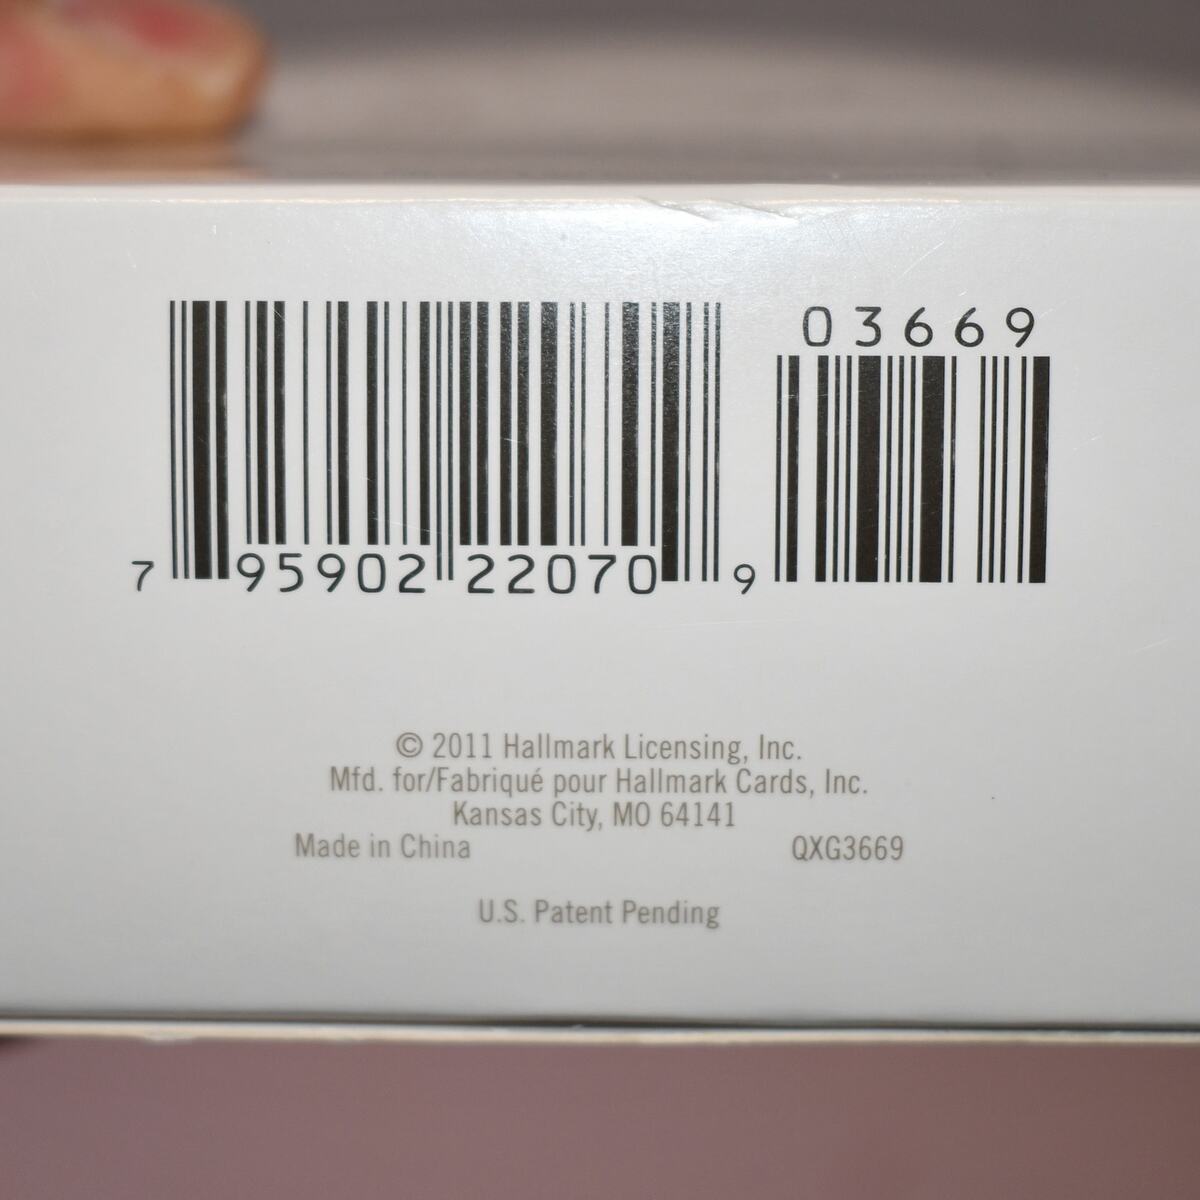 03669
7 95902 22070 9
© 2011 Hallmark Licensing, Inc.
Mfd. for/Fabriqué pour Hallmark Cards, Inc.
Kansas City, MO 64141
Made in China QXG3669
U.S. Patent Pending